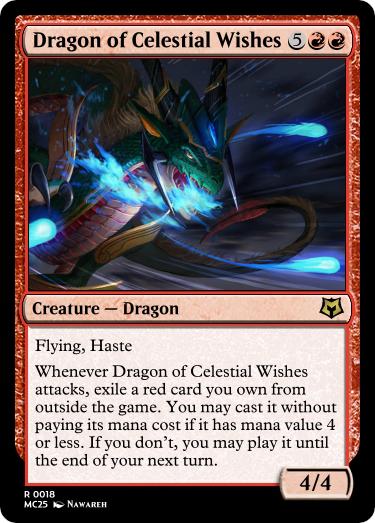 Dragon of Celestial Wishes 5
Creature — Dragon
Flying, Haste
Whenever Dragon of Celestial Wishes
attacks, exile a red card you own from
outside the game. You may cast it without
paying its mana cost if it has mana value 4
or less. If you don't, you may play it until
the end of your next turn.
4/4
R 0018
MC25 Nawareh